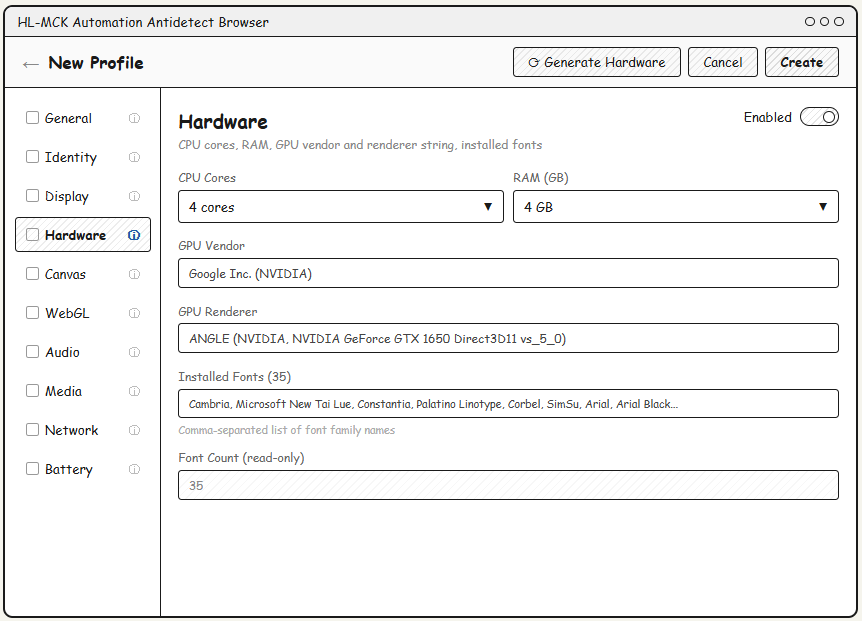 HL-MCK Automation Antidetect Browser
← New Profile
⟳ Generate Hardware
Cancel
Create
General
Identity
Display
Hardware
Canvas
WebGL
Audio
Media
Network
Battery
Hardware
Enabled
CPU cores, RAM, GPU vendor and renderer string, installed fonts
CPU Cores
RAM (GB)
4 cores
4 GB
GPU Vendor
Google Inc. (NVIDIA)
GPU Renderer
ANGLE (NVIDIA, NVIDIA GeForce GTX 1650 Direct3D11 vs_5_0)
Installed Fonts (35)
Cambria, Microsoft New Tai Lue, Constantia, Palatino Linotype, Corbel, SimSu, Arial, Arial Black...
Comma-separated list of font family names
Font Count (read-only)
35